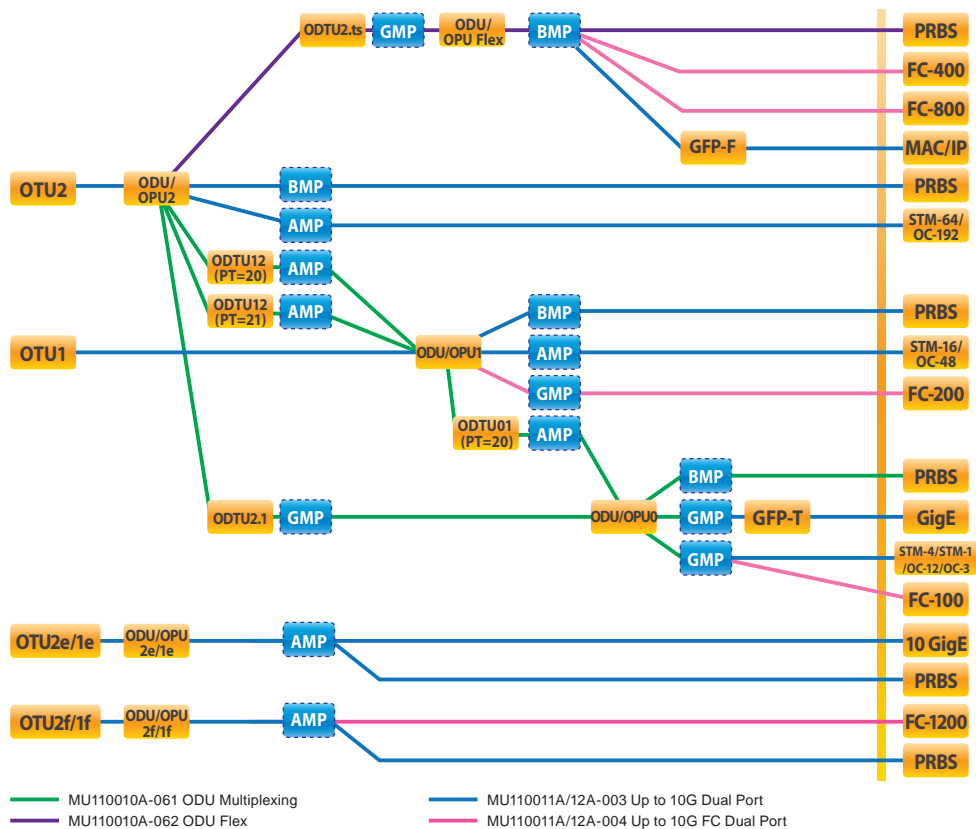 ODTU2.ts
GMP
ODU/
OPU Flex
BMP
PRBS
FC-400
FC-800
GFP-F
MAC/IP
OTU2
ODU/
OPU2
BMP
PRBS
AMP
STM-64/
OC-192
ODTU12
(PT=20)
AMP
ODTU12
(PT=21)
AMP
BMP
PRBS
OTU1
ODU/OPU1
AMP
STM-16/
OC-48
GMP
FC-200
ODTU01
(PT=20)
AMP
BMP
PRBS
ODTU2.1
GMP
ODU/OPU0
GMP
GFP-T
GigE
GMP
STM-4/STM-1
/OC-12/OC-3
FC-100
OTU2e/1e
ODU/OPU
2e/1e
AMP
10 GigE
PRBS
OTU2f/1f
ODU/OPU
2f/1f
AMP
FC-1200
PRBS
MU110010A-061 ODU Multiplexing
MU110011A/12A-003 Up to 10G Dual Port
MU110010A-062 ODU Flex
MU110011A/12A-004 Up to 10G FC Dual Port